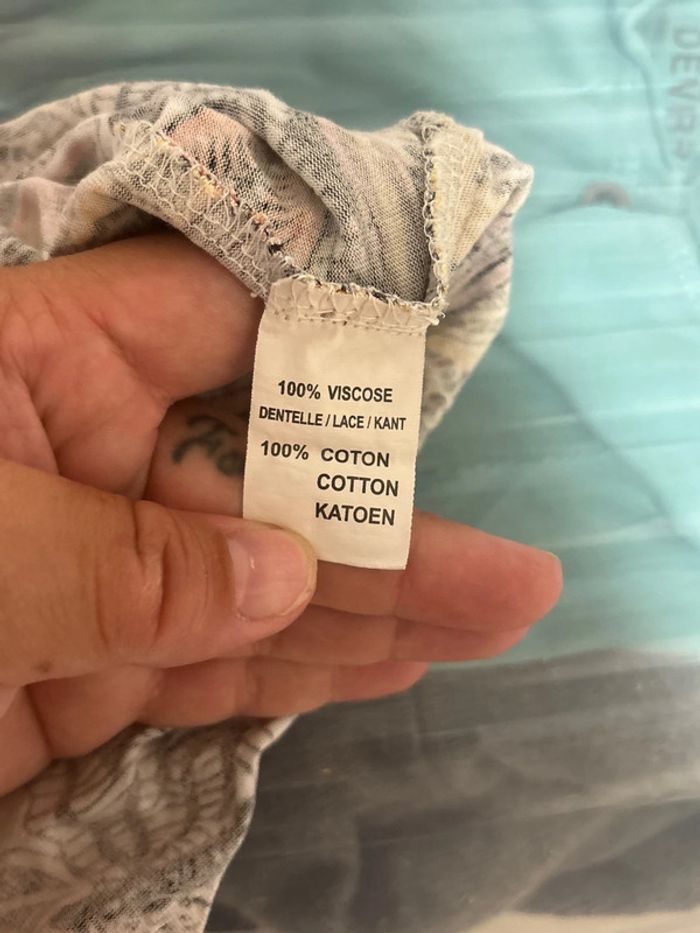 100% VISCOSE
DENTELLE / LACE / KANT
100% COTON
COTTON
KATOEN